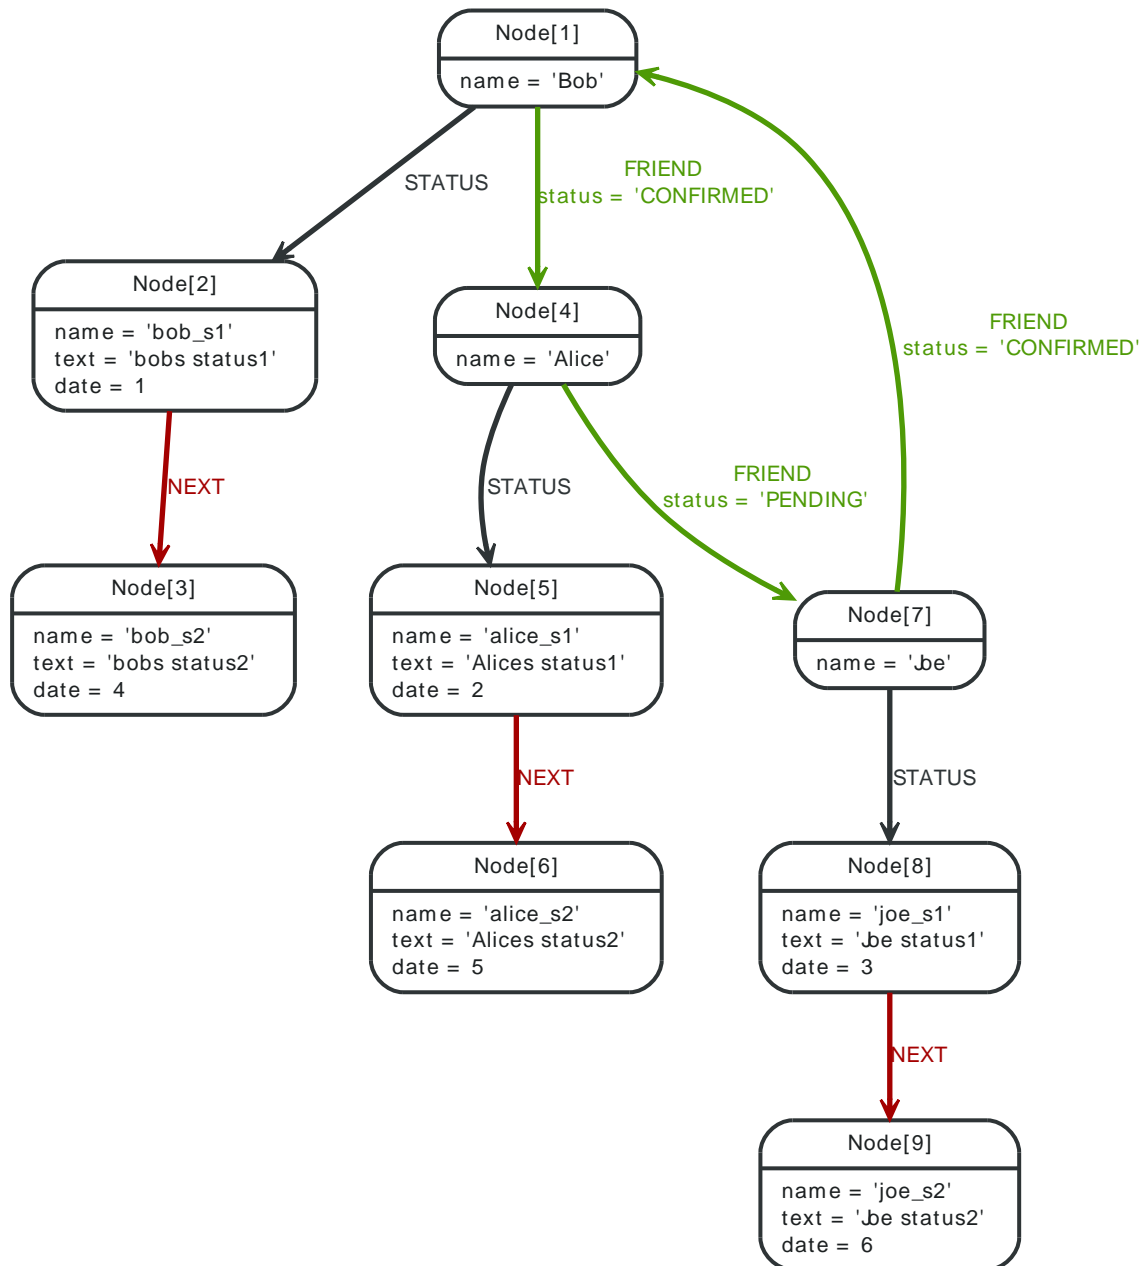 Node[1]
name = 'Bob'
FRIEND
status = 'CONFIRMED'
STATUS
Node[2]
name = 'bob_s1'
text = 'bobs status1'
date = 1
Node[4]
name = 'Alice'
FRIEND
status = 'CONFIRMED'
NEXT
STATUS
FRIEND
status = 'PENDING'
Node[3]
name = 'bob_s2'
text = 'bobs status2'
date = 4
Node[5]
name = 'alice_s1'
text = 'Alices status1'
date = 2
Node[7]
name = 'Joe'
NEXT
STATUS
Node[6]
name = 'alice_s2'
text = 'Alices status2'
date = 5
Node[8]
name = 'joe_s1'
text = 'Joe status1'
date = 3
NEXT
Node[9]
name = 'joe_s2'
text = 'Joe status2'
date = 6